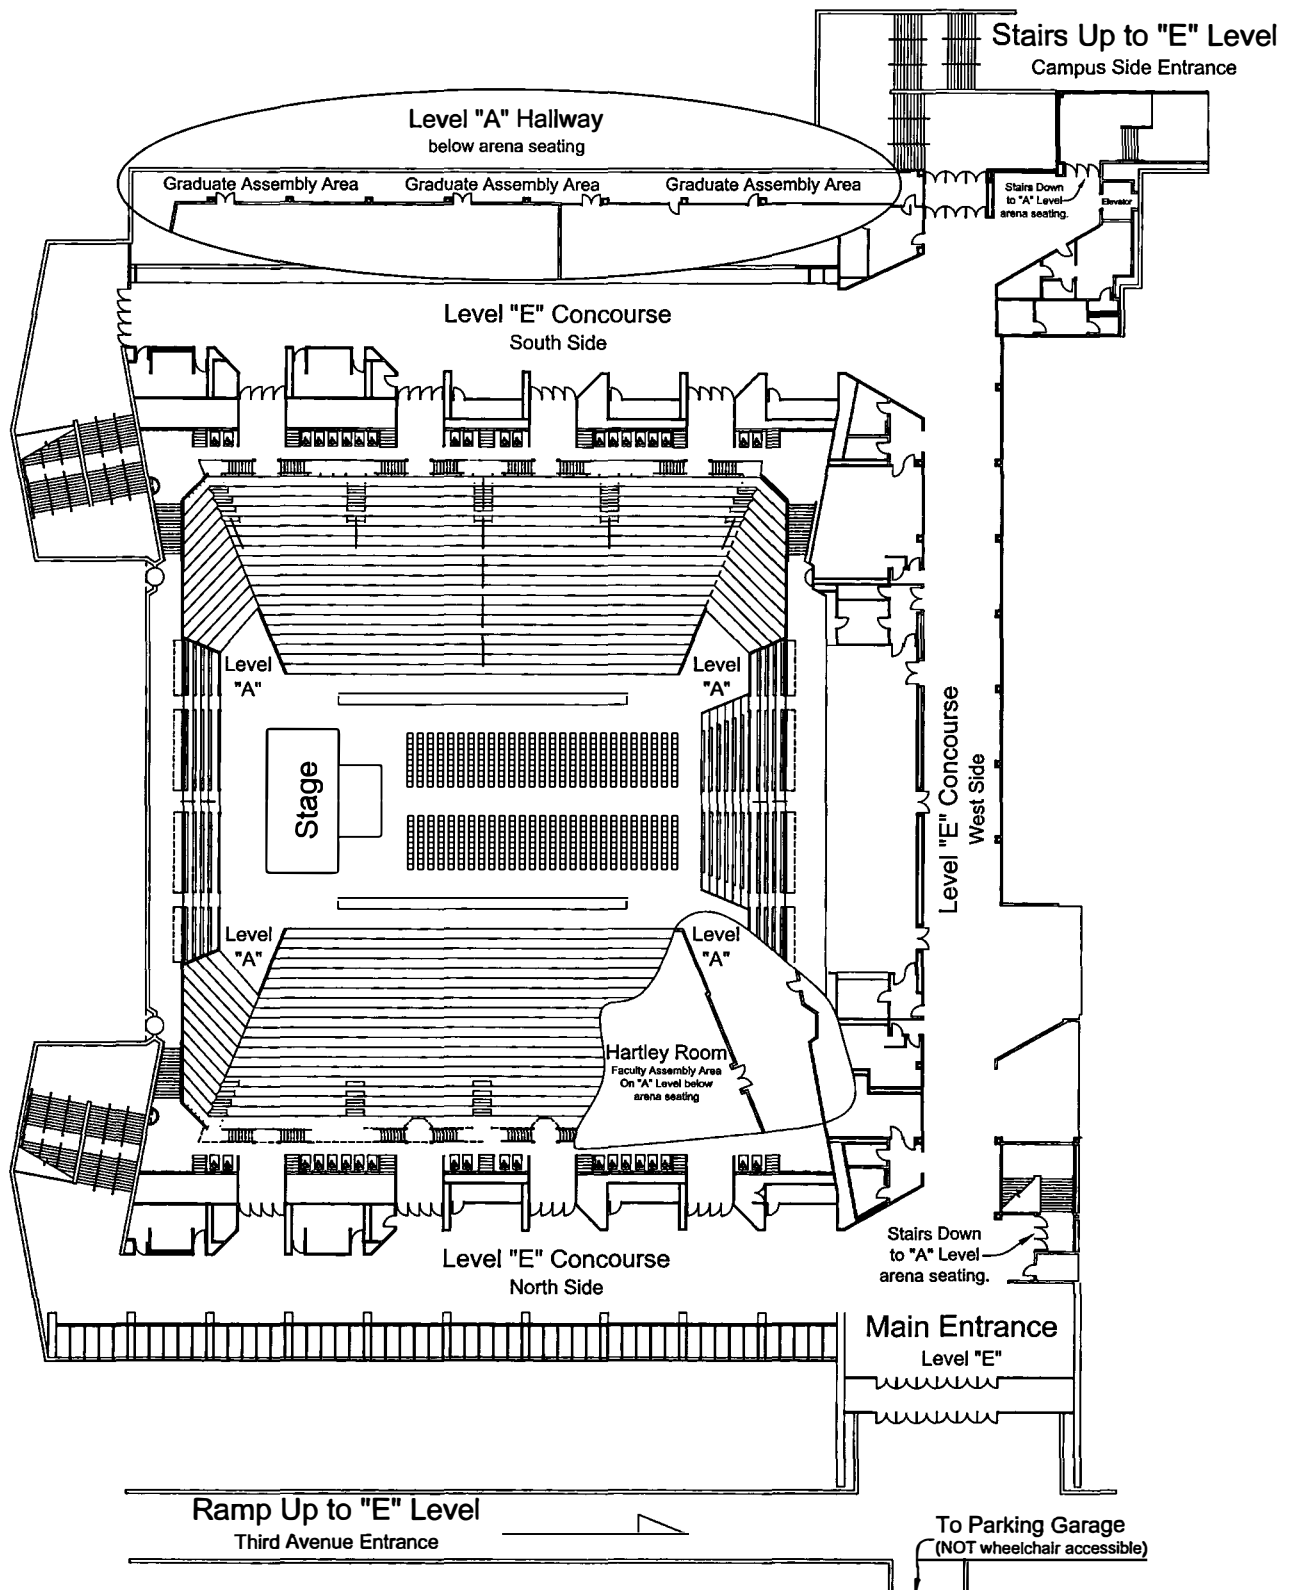 Stairs Up to "E" Level
Campus Side Entrance
Level "A" Hallway
below arena seating
Graduate Assembly Area
Graduate Assembly Area
Graduate Assembly Area
Stairs Down
to "A" Level
arena seating.
Elevator
Level "E" Concourse
South Side
Level
"A"
Level
"A"
Stage
Level "E" Concourse
West Side
Level
"A"
Level
"A"
Hartley Room
Faculty Assembly Area
On "A" Level below
arena seating
Stairs Down
to "A" Level
arena seating.
Level "E" Concourse
North Side
Main Entrance
Level "E"
Ramp Up to "E" Level
Third Avenue Entrance
To Parking Garage
(NOT wheelchair accessible)